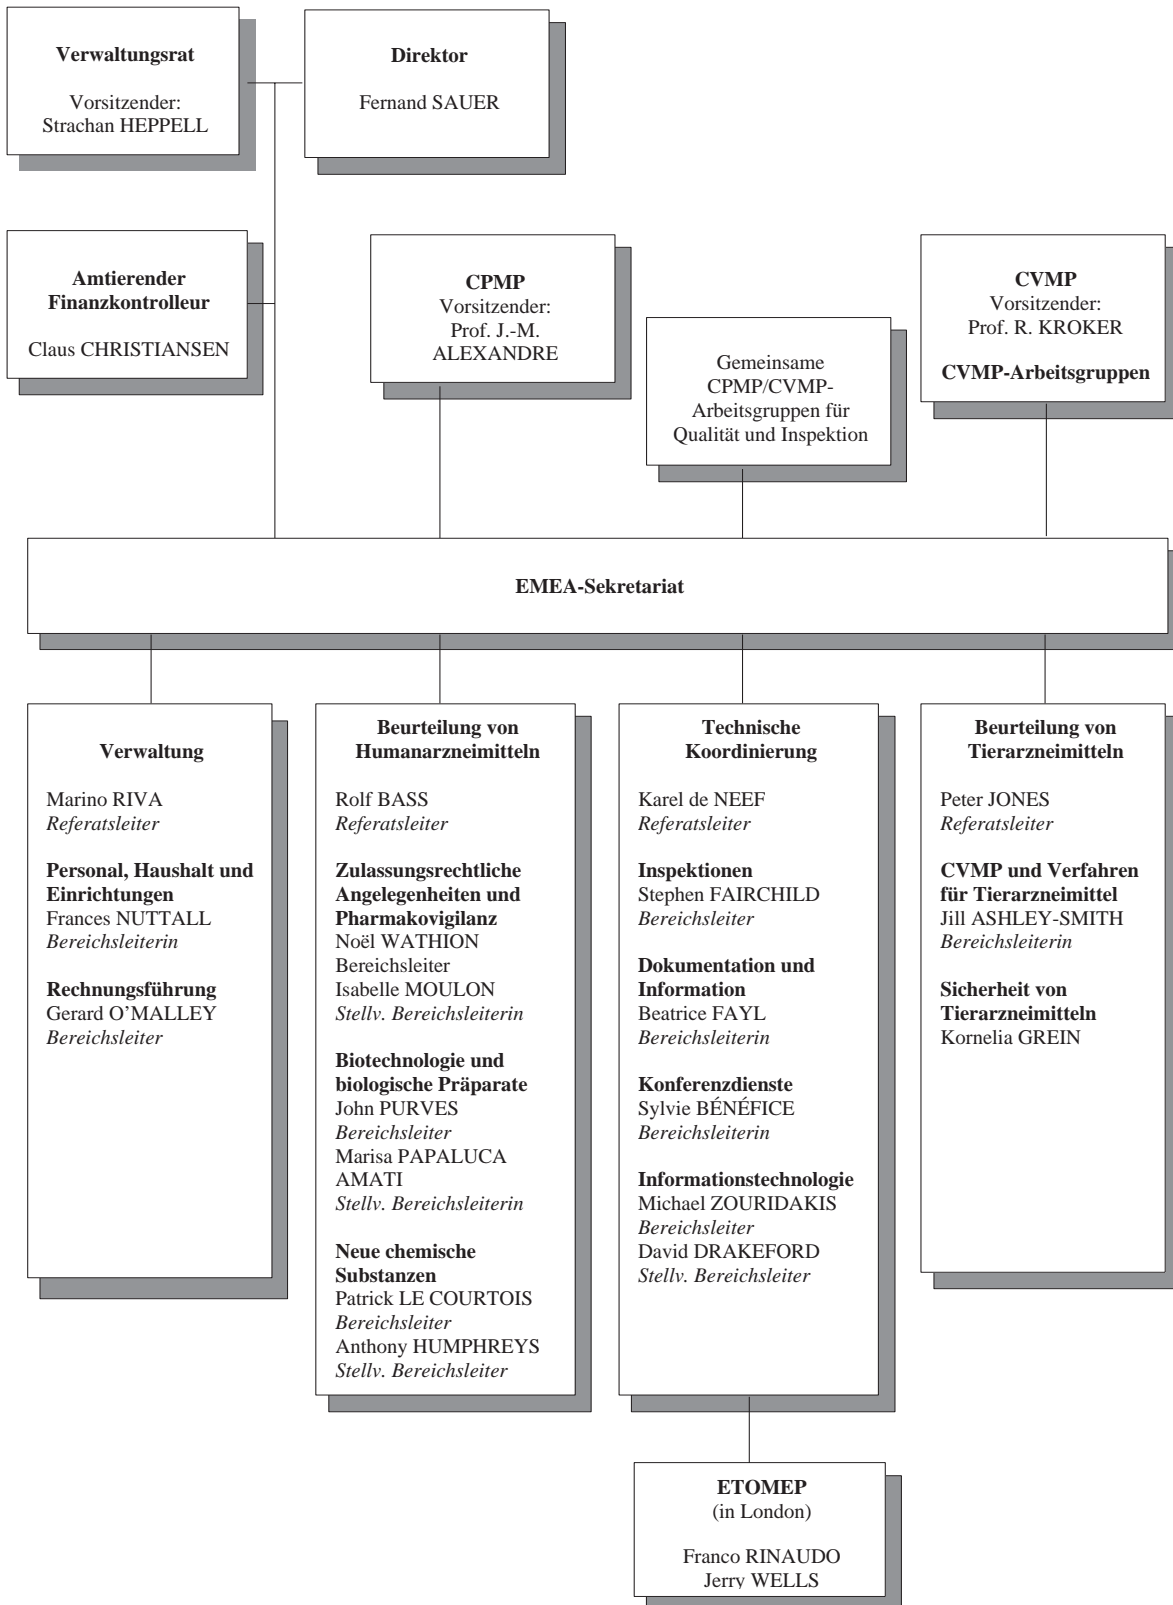 Verwaltungsrat
Vorsitzender:
Strachan HEPPELL
Direktor
Fernand SAUER
Amtierender
Finanzkontrolleur
Claus CHRISTIANSEN
CPMP
Vorsitzender:
Prof. J.-M.
ALEXANDRE
Gemeinsame
CPMP/CVMP-
Arbeitsgruppen für
Qualität und Inspektion
CVMP
Vorsitzender:
Prof. R. KROKER
CVMP-Arbeitsgruppen
EMEA-Sekretariat
Verwaltung
Marino RIVA
Referatsleiter
Personal, Haushalt und
Einrichtungen
Frances NUTTALL
Bereichsleiterin
Rechnungsführung
Gerard O’MALLEY
Bereichsleiter
Beurteilung von
Humanarzneimitteln
Rolf BASS
Referatsleiter
Zulassungsrechtliche
Angelegenheiten und
Pharmakovigilanz
Noël WATHION
Bereichsleiter
Isabelle MOULON
Stellv. Bereichsleiterin
Biotechnologie und
biologische Präparate
John PURVES
Bereichsleiter
Marisa PAPALUCA
AMATI
Stellv. Bereichsleiterin
Neue chemische
Substanzen
Patrick LE COURTOIS
Bereichsleiter
Anthony HUMPHREYS
Stellv. Bereichsleiter
Technische
Koordinierung
Karel de NEEF
Referatsleiter
Inspektionen
Stephen FAIRCHILD
Bereichsleiter
Dokumentation und
Information
Beatrice FAYL
Bereichsleiterin
Konferenzdienste
Sylvie BÉNÉFICE
Bereichsleiterin
Informationstechnologie
Michael ZOURIDAKIS
Bereichsleiter
David DRAKEFORD
Stellv. Bereichsleiter
Beurteilung von
Tierarzneimitteln
Peter JONES
Referatsleiter
CVMP und Verfahren
für Tierarzneimittel
Jill ASHLEY-SMITH
Bereichsleiterin
Sicherheit von
Tierarzneimitteln
Kornelia GREIN
ETOMEP
(in London)
Franco RINAUDO
Jerry WELLS